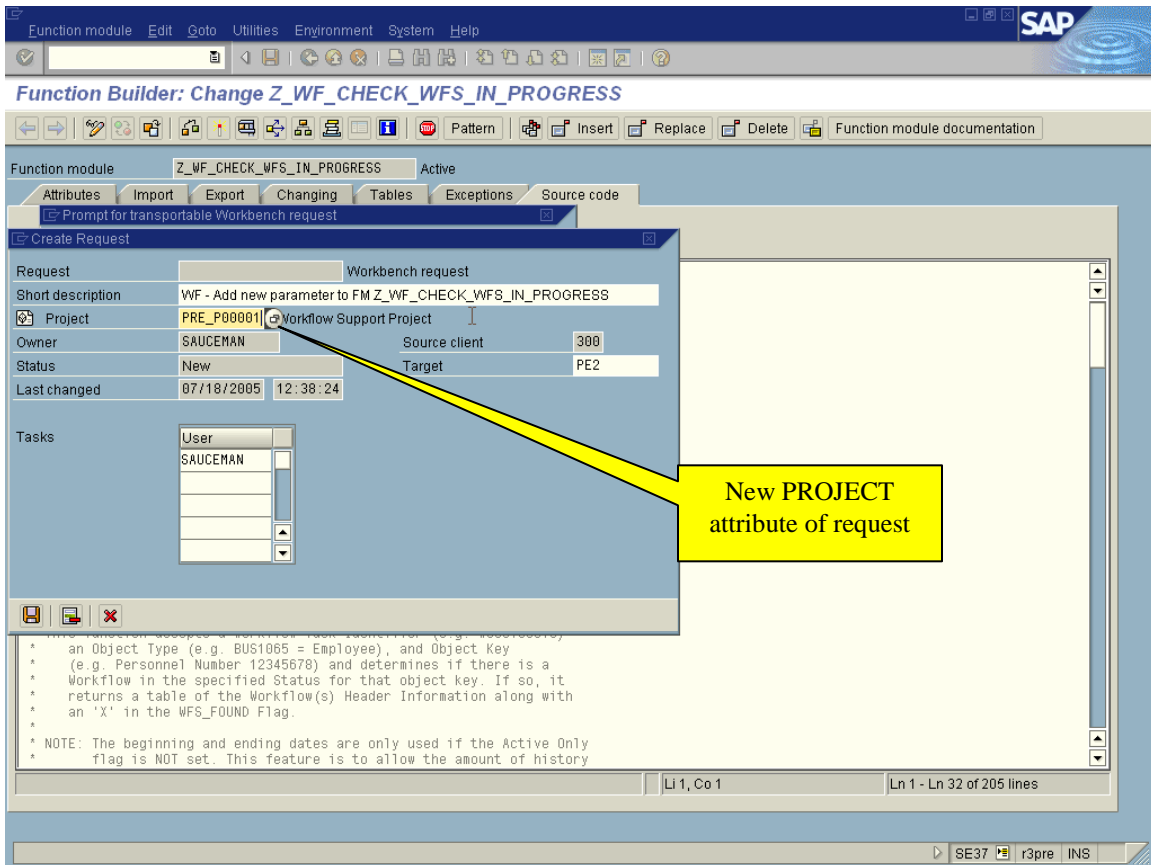 Function module Edit Goto Utilities Environment System Help
SAP
Function Builder: Change Z_WF_CHECK_WFS_IN_PROGRESS
Pattern Insert Replace Delete Function module documentation
Function module Z_WF_CHECK_WFS_IN_PROGRESS Active
Attributes Import Export Changing Tables Exceptions Source code
Prompt for transportable Workbench request
Create Request
Request Workbench request
Short description WF - Add new parameter to FM Z_WF_CHECK_WFS_IN_PROGRESS
Project PRE_P00001 Workflow Support Project
Owner SAUCEMAN Source client 300
Status New Target PE2
Last changed 07/18/2005 12:38:24
Tasks User
SAUCEMAN
New PROJECT
attribute of request
* an Object Type (e.g. BUS1065 = Employee), and Object Key
* (e.g. Personnel Number 12345678) and determines if there is a
* Workflow in the specified Status for that object key. If so, it
* returns a table of the Workflow(s) Header Information along with
* an 'X' in the WFS_FOUND Flag.
*
* NOTE: The beginning and ending dates are only used if the Active Only
* flag is NOT set. This feature is to allow the amount of history
Li 1, Co 1 Ln 1 - Ln 32 of 205 lines
SE37 r3pre INS